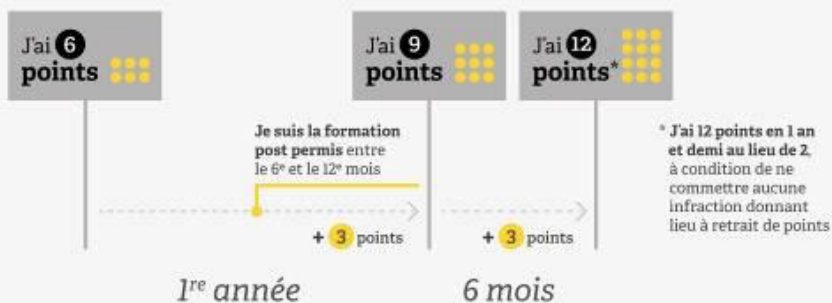 J'ai 6
points
J'ai 9
points
J'ai 12
points*
Je suis la formation
post permis entre
le 6e et le 12e mois
* J'ai 12 points en 1 an
et demi au lieu de 2,
à condition de ne
commettre aucune
infraction donnant
lieu à retrait de points
+ 3 points
+ 3 points
1re année
6 mois